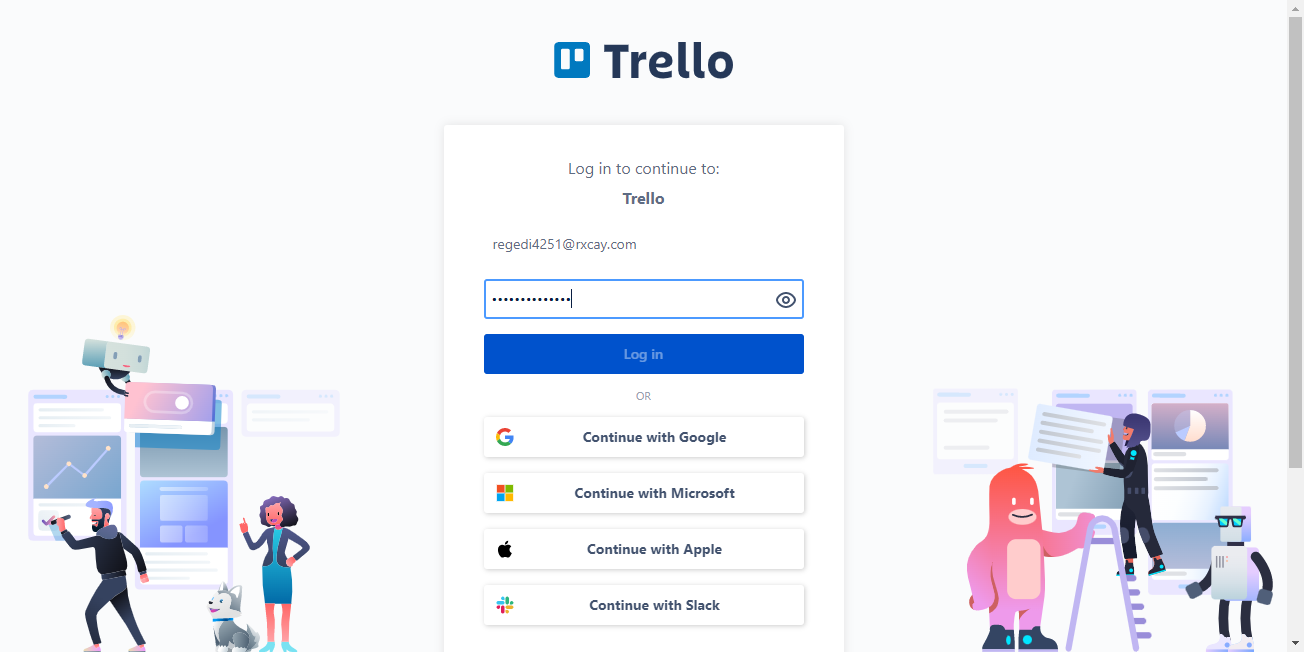 Trello
Log in to continue to:
Trello
regedi4251@rxcay.com
••••••••••••••
Log in
OR
Continue with Google
Continue with Microsoft
Continue with Apple
Continue with Slack